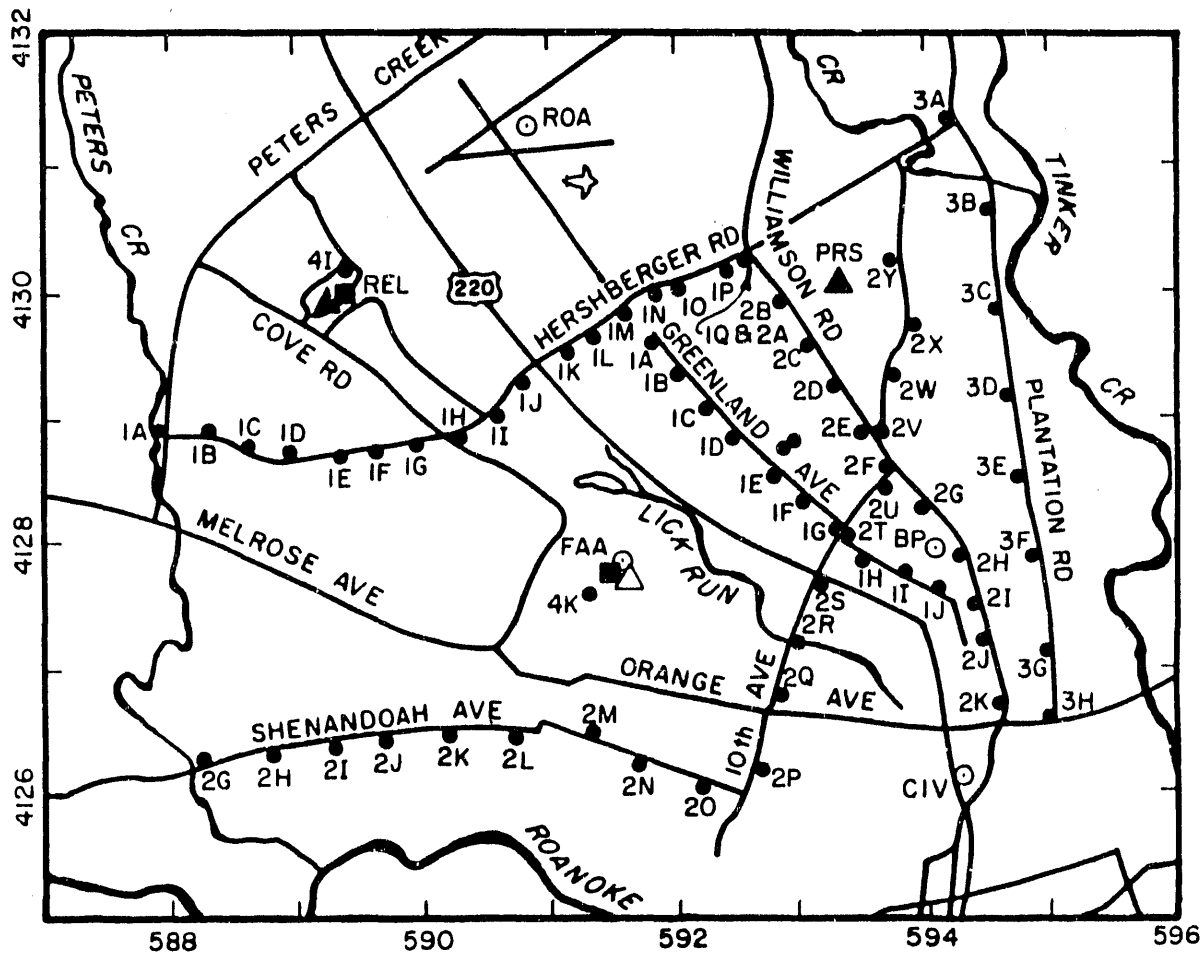 4132
4130
4128
4126
588
590
592
594
596
PETERS CREEK
PETERS CR
CR
3A
ROA
WILLIAMSON RD
TINKER CR
3B
PRS
2Y
4I
REL
220
HERSHBERGER RD
1P
1O
1N
2B
1Q & 2A
3C
COVE RD
1M
1L
1K
1J
1A
GREENLAND AVE
2C
2X
1B
2D
2W
3D
PLANTATION RD
1A
1B
1C
1D
1H
1I
1C
1D
2E
2V
1E
1F
1G
1E
2F
2G
3E
1F
2U
MELROSE AVE
LICK RUN
1G
2T
BP
3F
FAA
1H
2H
4K
1I
1J
2I
2S
2R
2J
3G
ORANGE AVE
2Q
2K
3H
SHENANDOAH AVE
2M
10th AVE
2G
2H
2I
2J
2K
2L
2N
2O
2P
CIV
ROANOKE